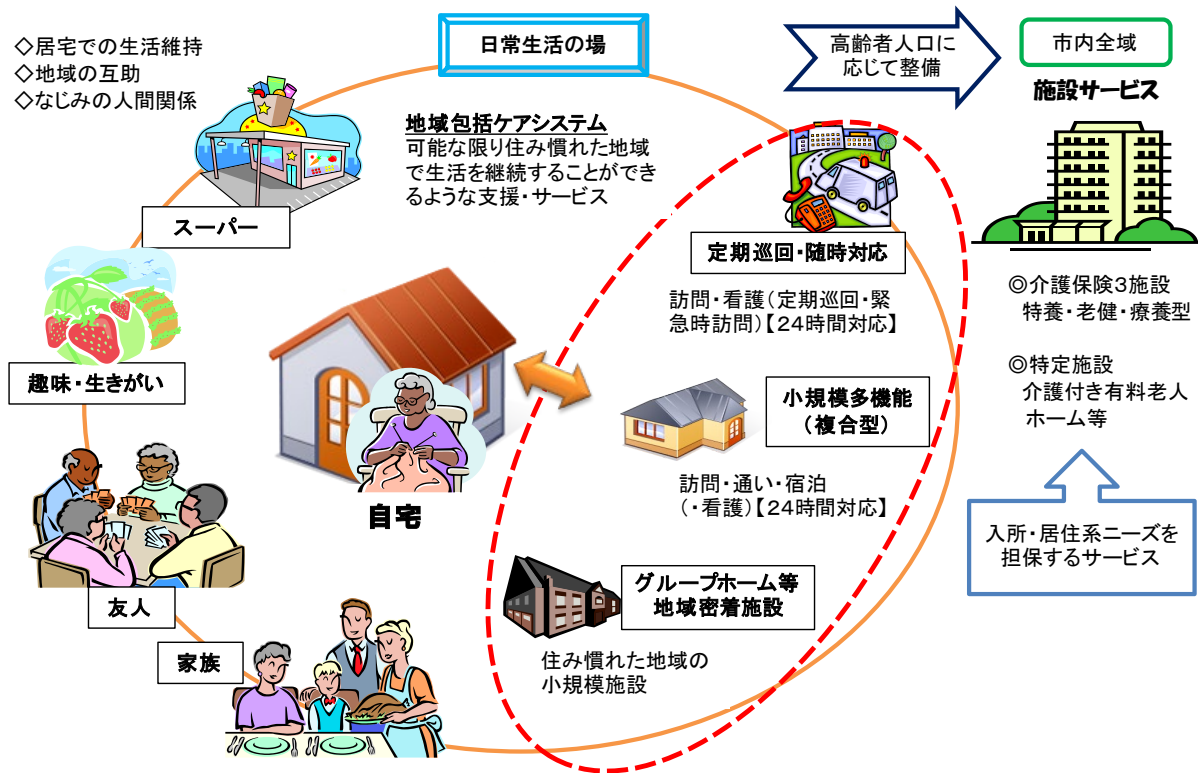 ◇居宅での生活維持
◇地域の互助
◇なじみの人間関係
日常生活の場
高齢者人口に
応じて整備
市内全域
施設サービス
地域包括ケアシステム
可能な限り住み慣れた地域
で生活を継続することができ
るような支援・サービス
スーパー
定期巡回・随時対応
訪問・看護(定期巡回・緊
急時訪問)【24時間対応】
◎介護保険3施設
特養・老健・療養型
◎特定施設
介護付き有料老人
ホーム等
趣味・生きがい
小規模多機能
(複合型)
訪問・通い・宿泊
(・看護)【24時間対応】
自宅
入所・居住系ニーズを
担保するサービス
グループホーム等
地域密着施設
住み慣れた地域の
小規模施設
友人
家族